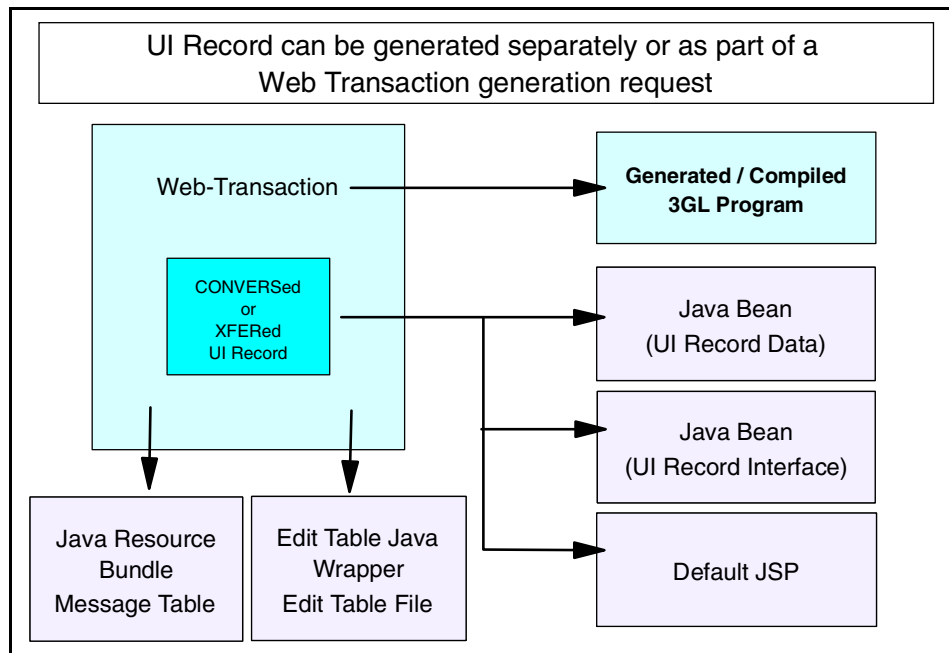 UI Record can be generated separately or as part of a
Web Transaction generation request
Web-Transaction
Generated / Compiled
3GL Program
CONVERSed
or
XFERed
UI Record
Java Bean
(UI Record Data)
Java Bean
(UI Record Interface)
Java Resource
Bundle
Message Table
Edit Table Java
Wrapper
Edit Table File
Default JSP